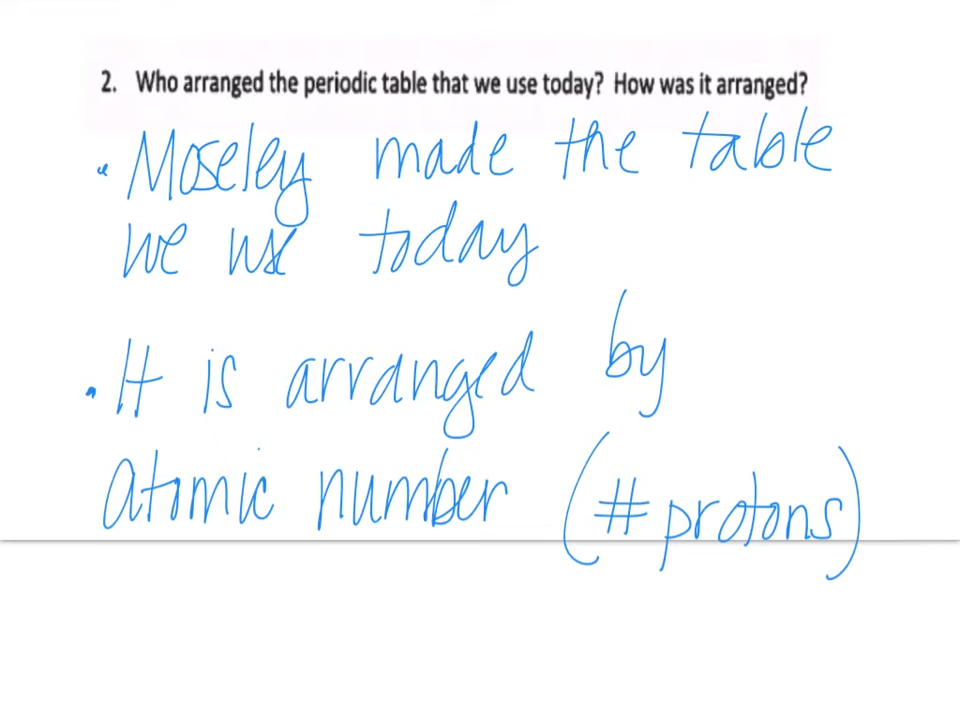 2. Who arranged the periodic table that we use today? How was it arranged?
• Moseley made the table
we use today
• It is arranged by
atomic number (# protons)